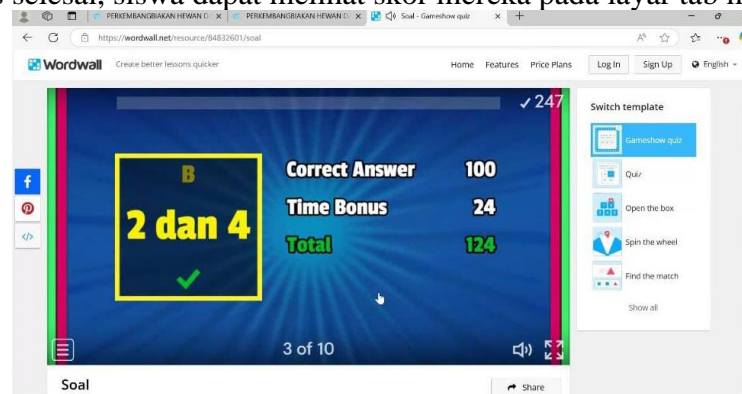 selesai, siswa dapat melihat skor mereka pada layar tab
PERKEMBANGBIAKAN HEWAN D
PERKEMBANGBIAKAN HEWAN D
Soal - Gameshow quiz
https://wordwall.net/resource/84832601/soal
Wordwall
Create better lessons quicker
Home Features Price Plans
Log In
Sign Up
English
✓ 247
B
2 dan 4
Correct Answer 100
Time Bonus 24
Total 124
3 of 10
Switch template
Gameshow quiz
Quiz
Open the box
Spin the wheel
Find the match
Show all
Soal
Share